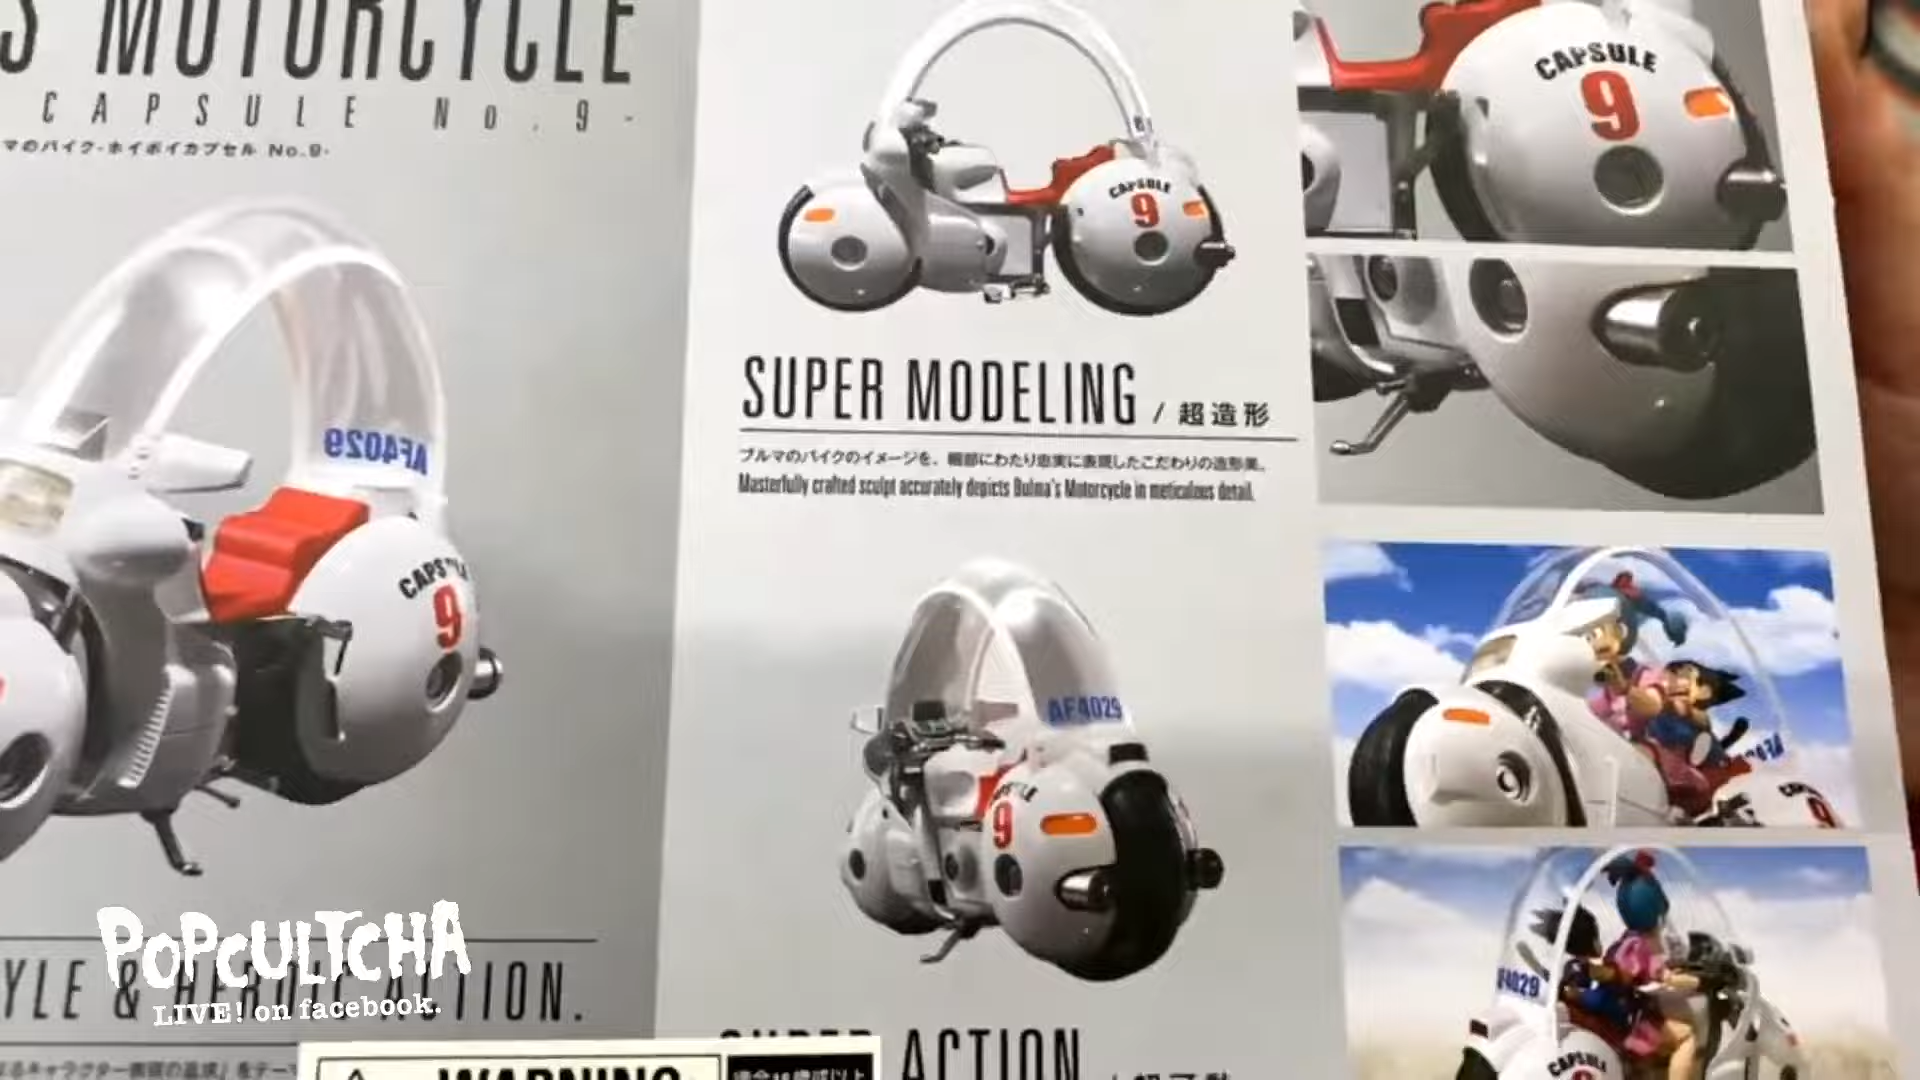 S MOTORCYCLE
CAPSULE No.9-
マのバイク-ホイポイカプセル No.9-
AF4029
CAPSULE
9
YLE & HEROIC ACTION.
POPCULTCHA
LIVE! on facebook.
CAPSULE
9
SUPER MODELING / 超造形
ブルマのバイクのイメージを、細部にわたり忠実に表現したこだわりの造形美。
Masterfully crafted sculpt accurately depicts Bulma's Motorcycle in meticulous detail.
AF4029
9
SUPER ACTION
WARNING
CAPSULE
9
9
AF4029
CAPSULE